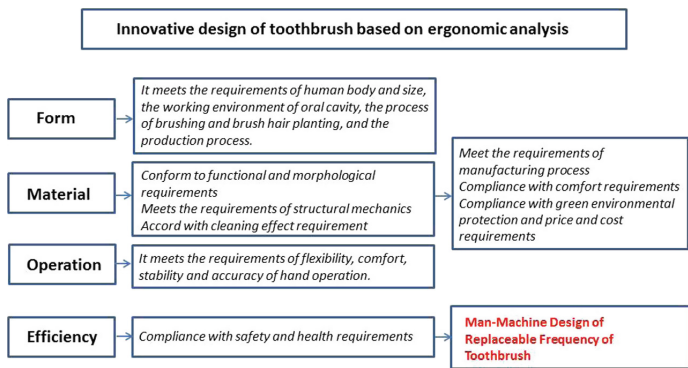 Innovative design of toothbrush based on ergonomic analysis
Form
It meets the requirements of human body and size,
the working environment of oral cavity, the process
of brushing and brush hair planting, and the
production process.
Material
Conform to functional and morphological
requirements
Meets the requirements of structural mechanics
Accord with cleaning effect requirement
Meet the requirements of
manufacturing process
Compliance with comfort requirements
Compliance with green environmental
protection and price and cost
requirements
Operation
It meets the requirements of flexibility, comfort,
stability and accuracy of hand operation.
Efficiency
Compliance with safety and health requirements
Man-Machine Design of
Replaceable Frequency of
Toothbrush